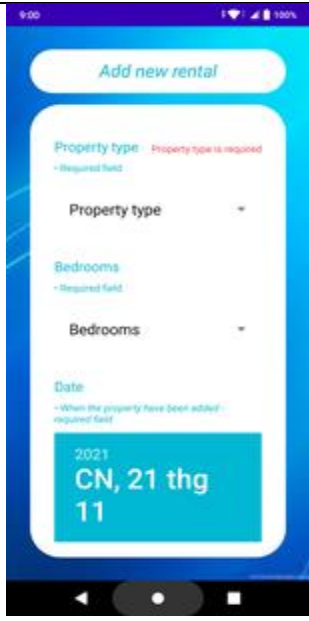 9:00
100%
Add new rental
Property type
Property type is required
- Required field
Property type
Bedrooms
- Required field
Bedrooms
Date
- When the property have been added -
required field
2021
CN, 21 thg
11